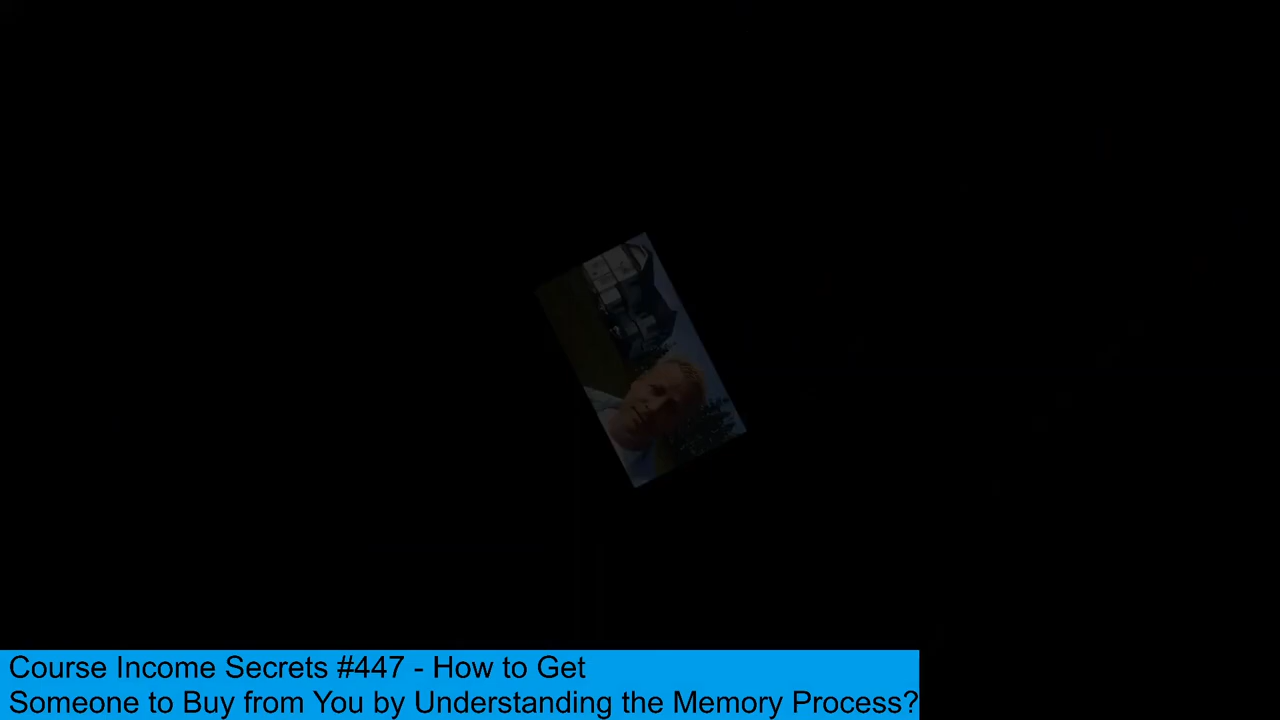 Course Income Secrets #447 - How to Get
Someone to Buy from You by Understanding the Memory Process?